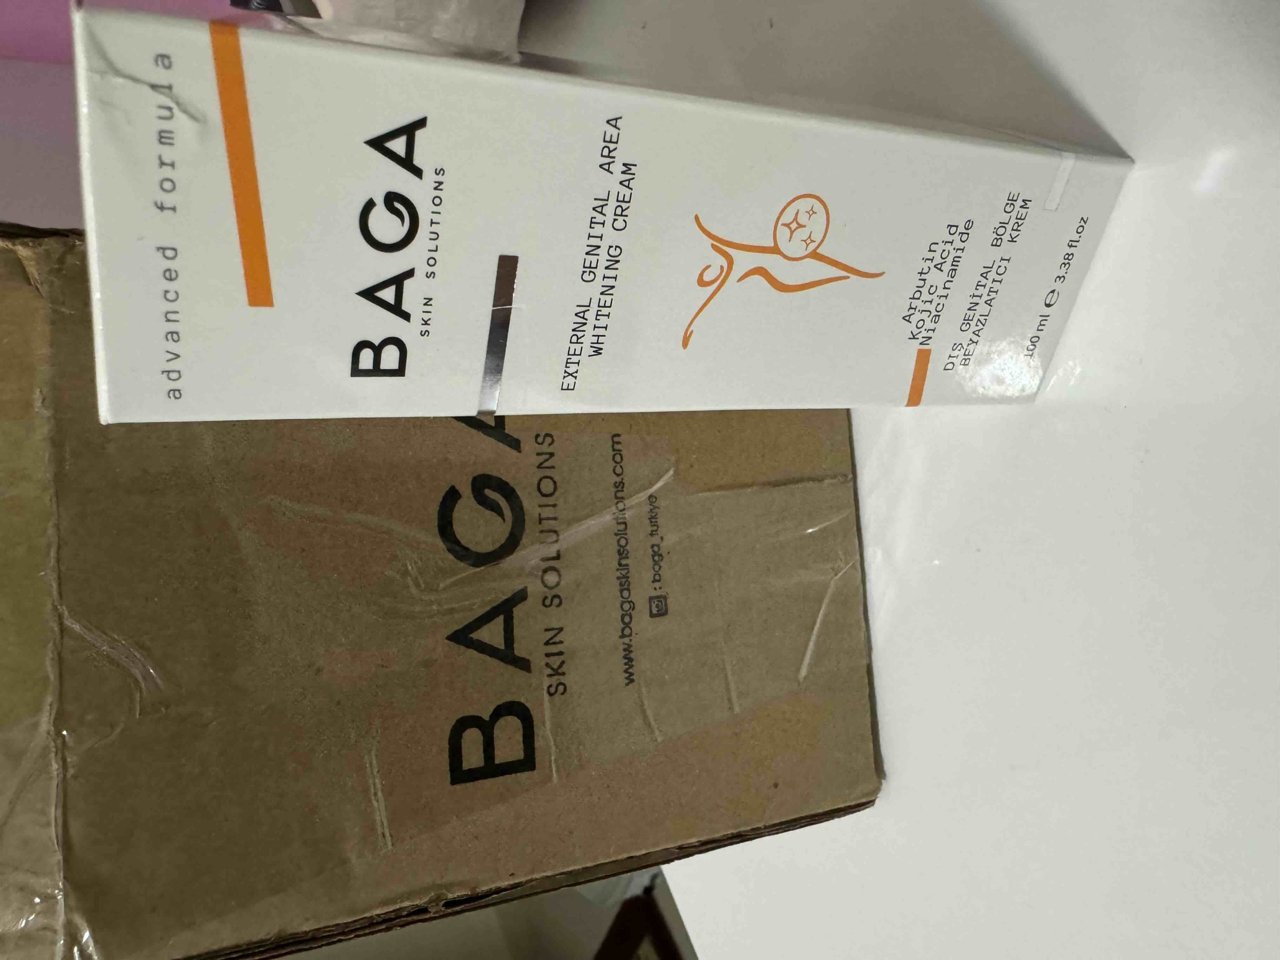 advanced formula
BAGA
SKIN SOLUTIONS
EXTERNAL GENITAL AREA
WHITENING CREAM
Arbutin
Kojic Acid
Niacinamide
DIŞ GENİTAL BÖLGE
BEYAZLATICI KREM
100 ml ℮ 3.38 fl.oz
BAGA
SKIN SOLUTIONS
www.bagaskinsolutions.com
: baga_turkiye